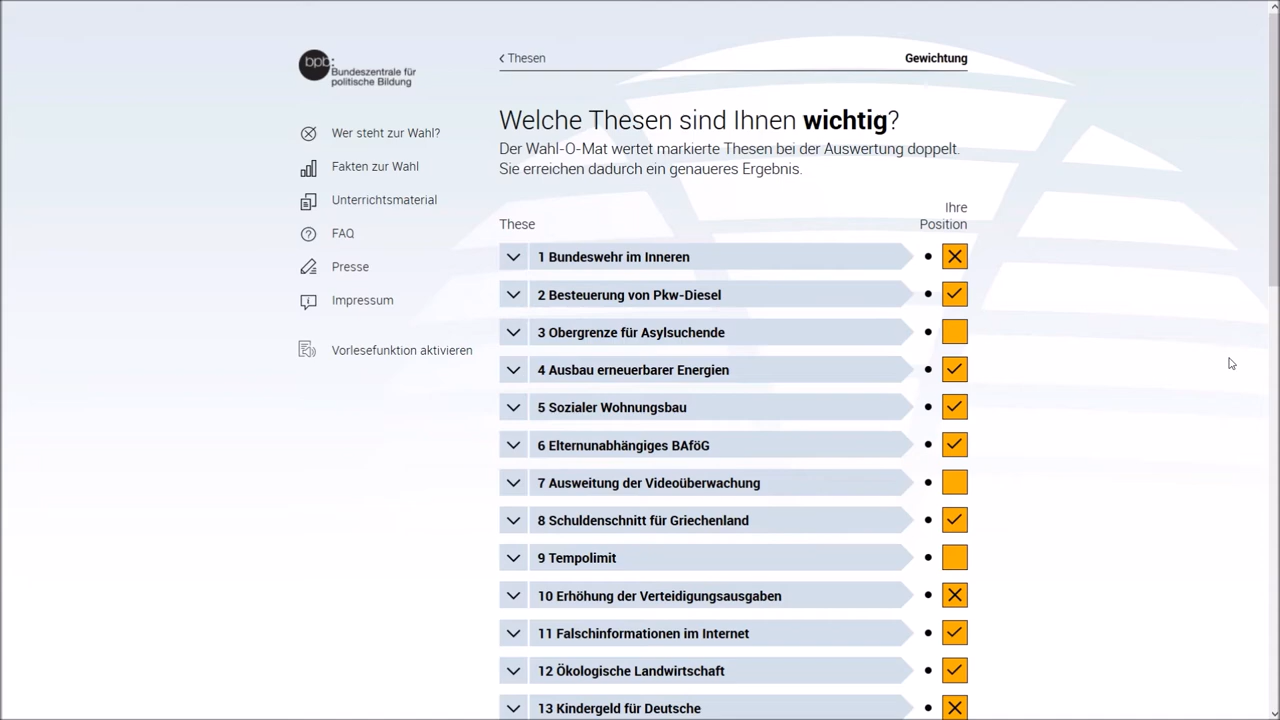 bpb:
Bundeszentrale für
politische Bildung
Wer steht zur Wahl?
Fakten zur Wahl
Unterrichtsmaterial
FAQ
Presse
Impressum
Vorlesefunktion aktivieren
Thesen
Gewichtung
Welche Thesen sind Ihnen wichtig?
Der Wahl-O-Mat wertet markierte Thesen bei der Auswertung doppelt.
Sie erreichen dadurch ein genaueres Ergebnis.
These
Ihre
Position
1 Bundeswehr im Inneren
2 Besteuerung von Pkw-Diesel
3 Obergrenze für Asylsuchende
4 Ausbau erneuerbarer Energien
5 Sozialer Wohnungsbau
6 Elternunabhängiges BAföG
7 Ausweitung der Videoüberwachung
8 Schuldenschnitt für Griechenland
9 Tempolimit
10 Erhöhung der Verteidigungsausgaben
11 Falschinformationen im Internet
12 Ökologische Landwirtschaft
13 Kindergeld für Deutsche